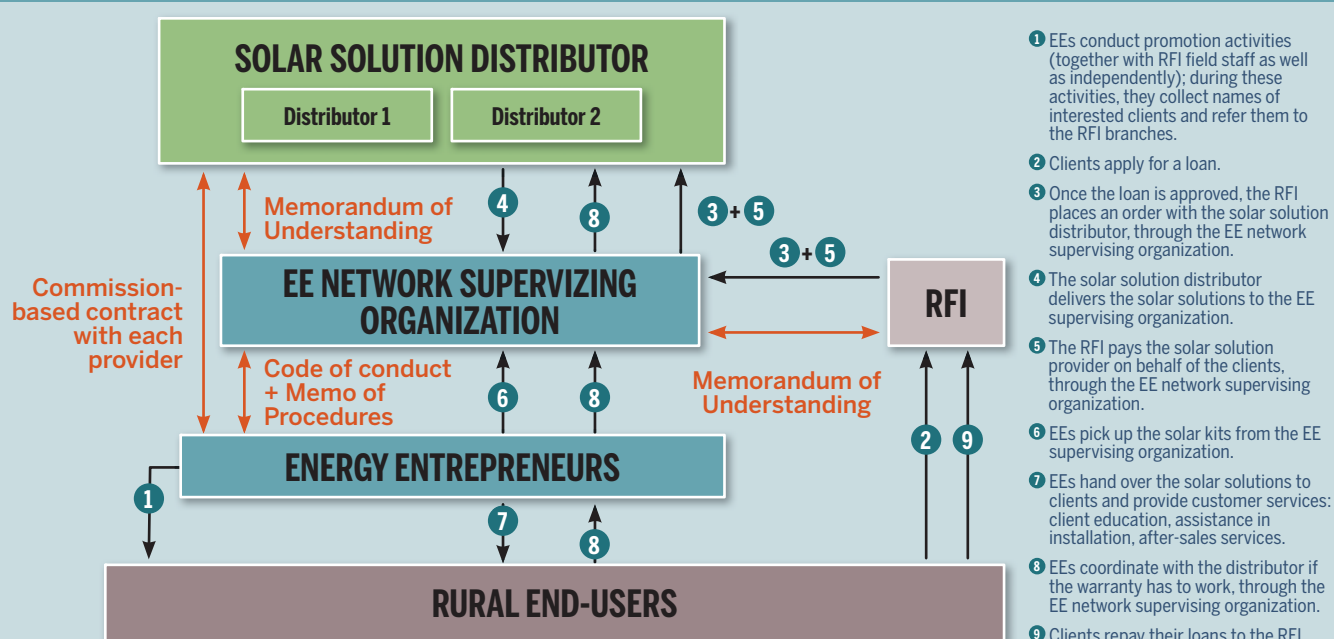 SOLAR SOLUTION DISTRIBUTOR
Distributor 1
Distributor 2
Memorandum of
Understanding
4
8
3+5
3+5
Commission-
based contract
with each
provider
EE NETWORK SUPERVIZING
ORGANIZATION
RFI
Code of conduct
+ Memo of
Procedures
6
8
Memorandum of
Understanding
2
9
ENERGY ENTREPRENEURS
1
7
8
RURAL END-USERS
1 EEs conduct promotion activities
(together with RFI field staff as well
as independently); during these
activities, they collect names of
interested clients and refer them to
the RFI branches.
2 Clients apply for a loan.
3 Once the loan is approved, the RFI
places an order with the solar solution
distributor, through the EE network
supervising organization.
4 The solar solution distributor
delivers the solar solutions to the EE
supervising organization.
5 The RFI pays the solar solution
provider on behalf of the clients,
through the EE network supervising
organization.
6 EEs pick up the solar kits from the EE
supervising organization.
7 EEs hand over the solar solutions to
clients and provide customer services:
client education, assistance in
installation, after-sales services.
8 EEs coordinate with the distributor if
the warranty has to work, through the
EE network supervising organization.
9 Clients repay their loans to the RFI